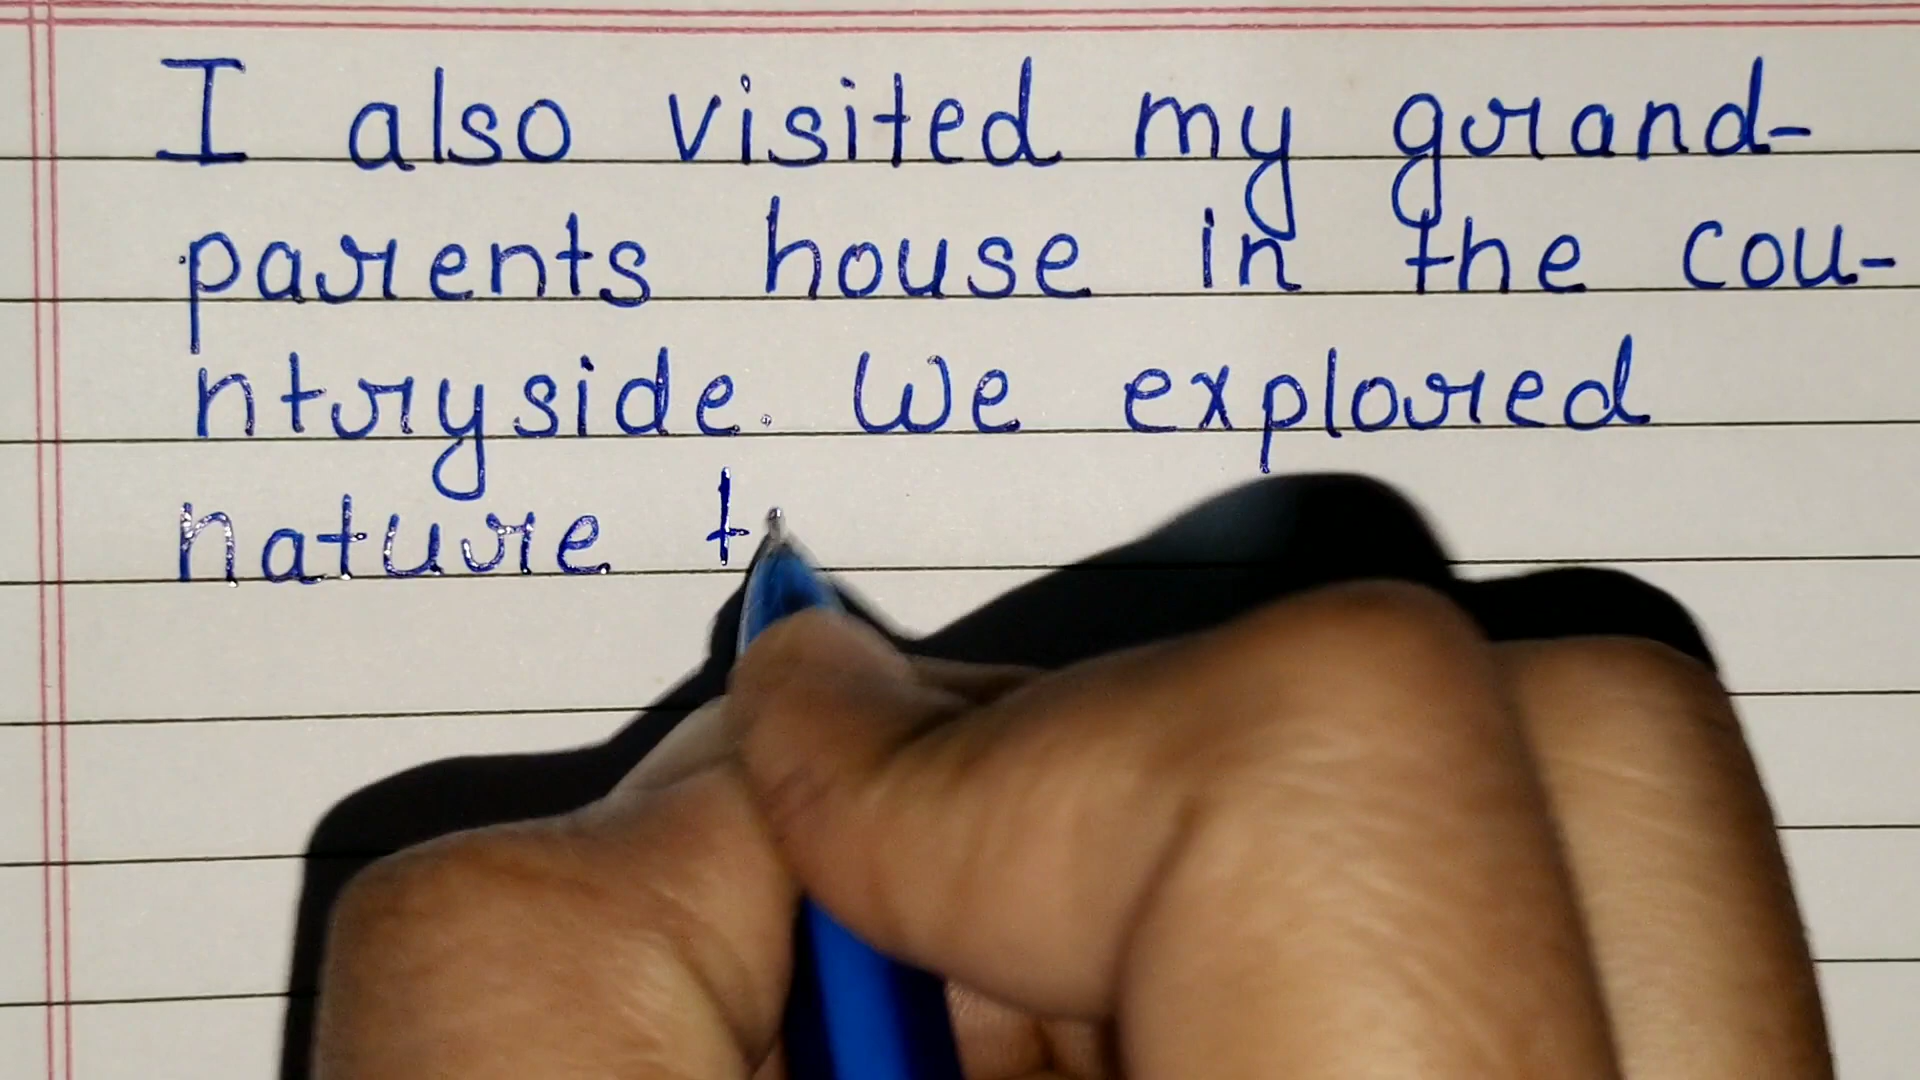 I also visited my grand-
parents house in the cou-
ntryside. We explored
nature t